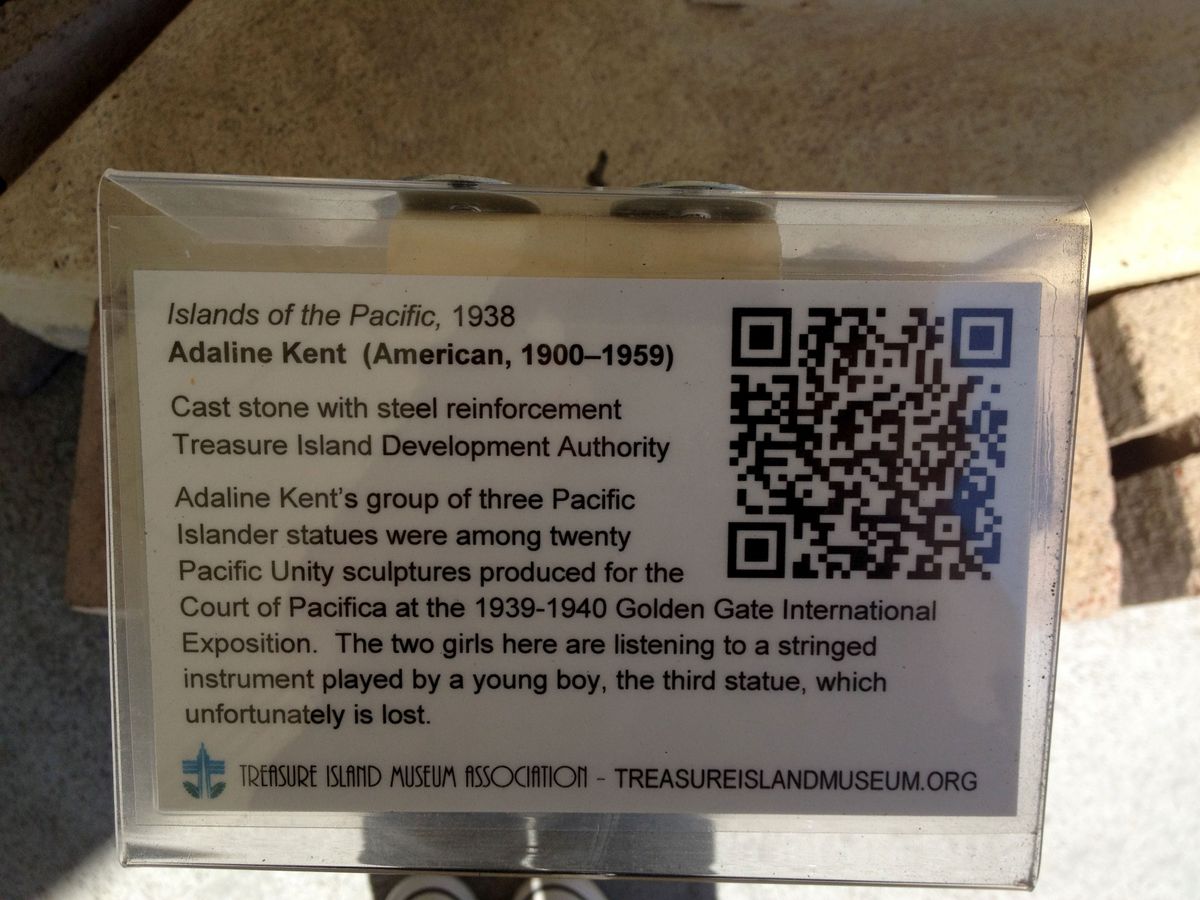 Islands of the Pacific, 1938
Adaline Kent (American, 1900–1959)
Cast stone with steel reinforcement
Treasure Island Development Authority
Adaline Kent's group of three Pacific
Islander statues were among twenty
Pacific Unity sculptures produced for the
Court of Pacifica at the 1939-1940 Golden Gate International
Exposition. The two girls here are listening to a stringed
instrument played by a young boy, the third statue, which
unfortunately is lost.
TREASURE ISLAND MUSEUM ASSOCIATION – TREASUREISLANDMUSEUM.ORG